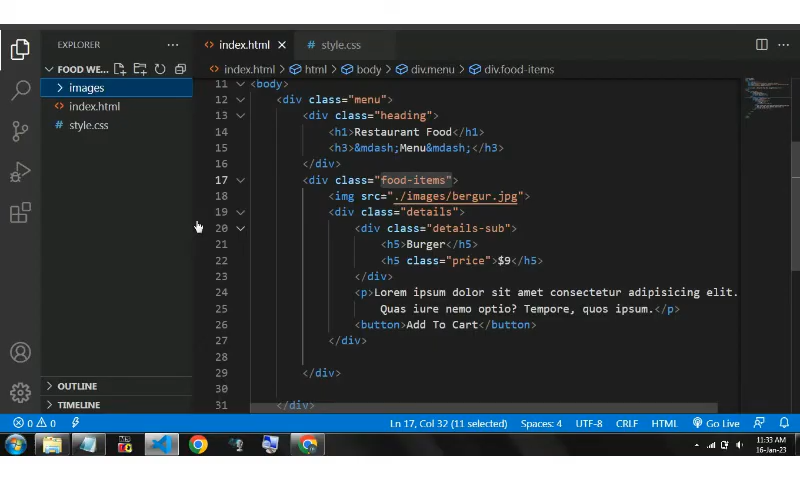 EXPLORER
index.html
style.css
FOOD WE...
index.html > html > body > div.menu > div.food-items
images
index.html
style.css
11 <body>
12 <div class="menu">
13 <div class="heading">
14 <h1>Restaurant Food</h1>
15 <h3>&mdash;Menu&mdash;</h3>
16 </div>
17 <div class="food-items">
18 <img src="./images/bergur.jpg">
19 <div class="details">
20 <div class="details-sub">
21 <h5>Burger</h5>
22 <h5 class="price">$9</h5>
23 </div>
24 <p>Lorem ipsum dolor sit amet consectetur adipisicing elit.
25 Quas iure nemo optio? Tempore, quos ipsum.</p>
26 <button>Add To Cart</button>
27 </div>
28
29 </div>
30
31 </div>
OUTLINE
TIMELINE
0 0 Ln 17, Col 32 (11 selected) Spaces: 4 UTF-8 CRLF HTML Go Live
11:33 AM
16-Jan-23